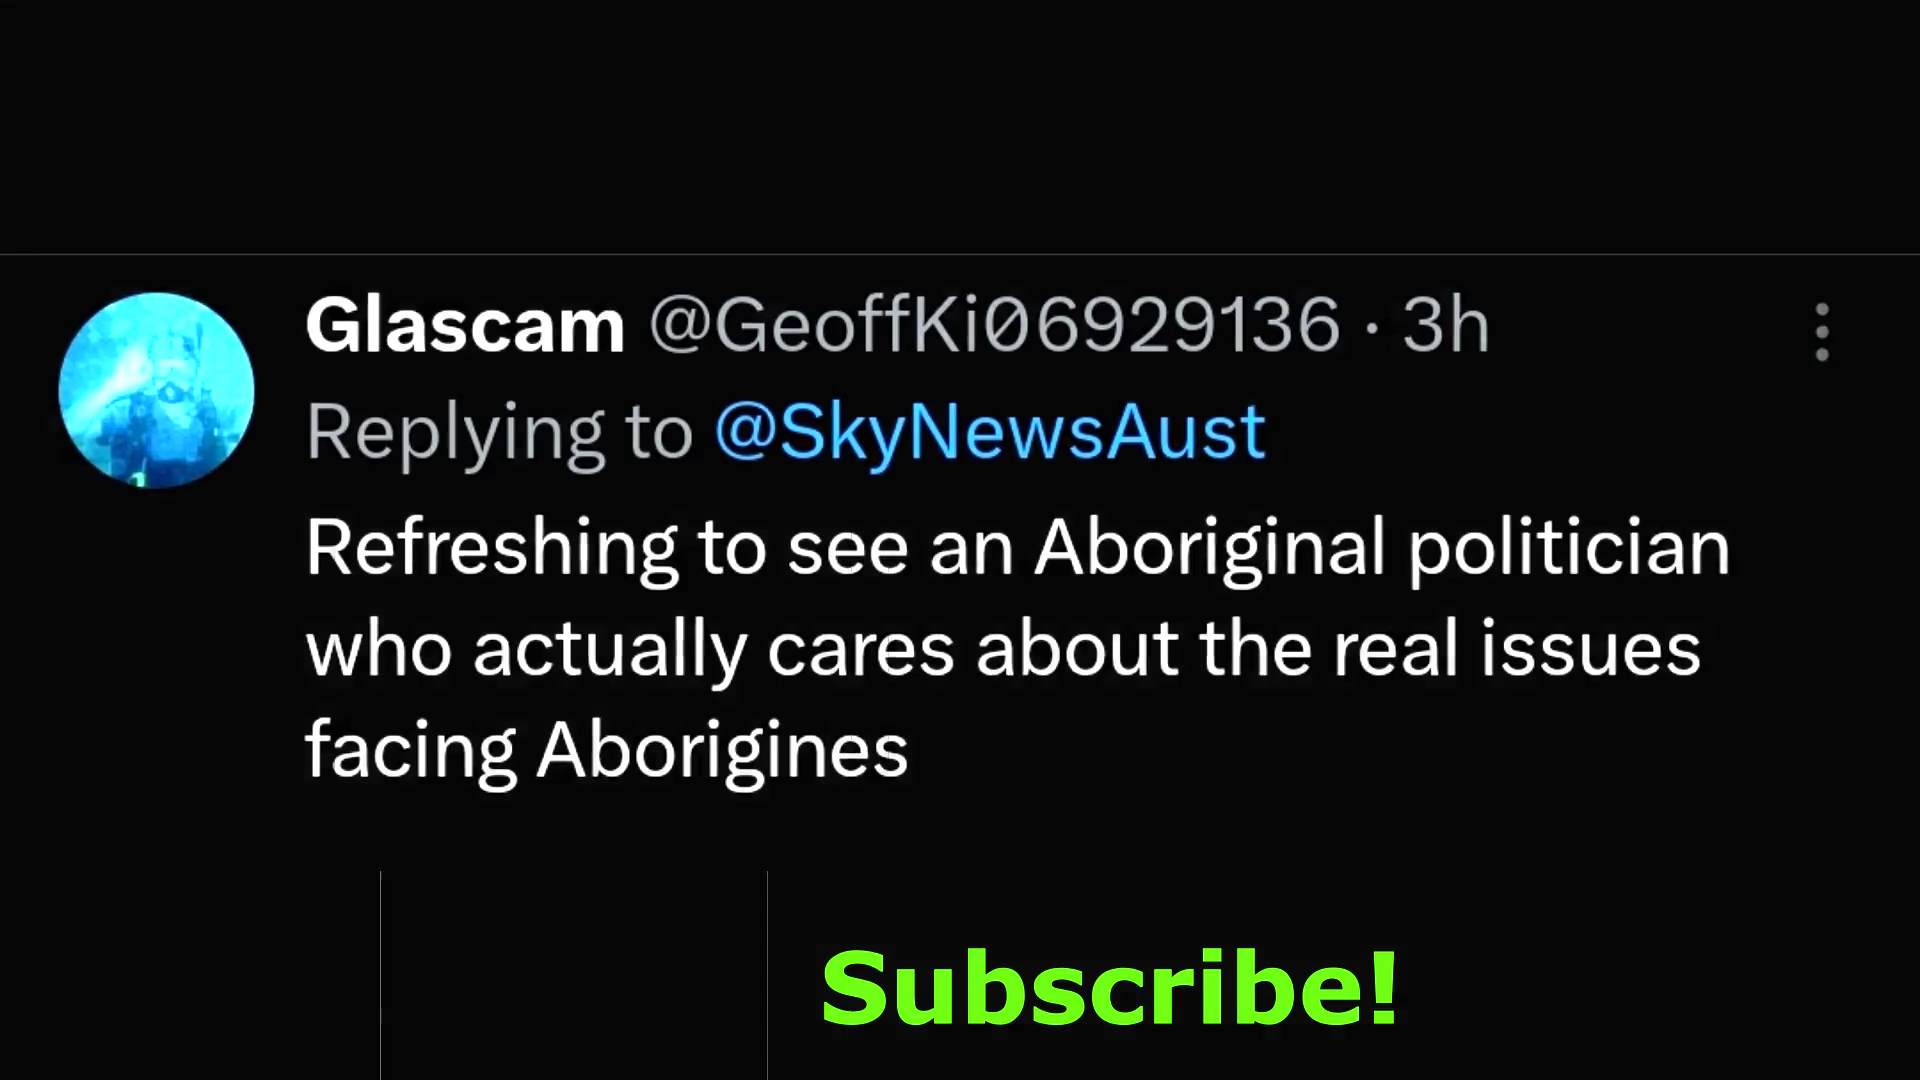 Glascam @GeoffKi06929136 · 3h
Replying to @SkyNewsAust
Refreshing to see an Aboriginal politician
who actually cares about the real issues
facing Aborigines
Subscribe!